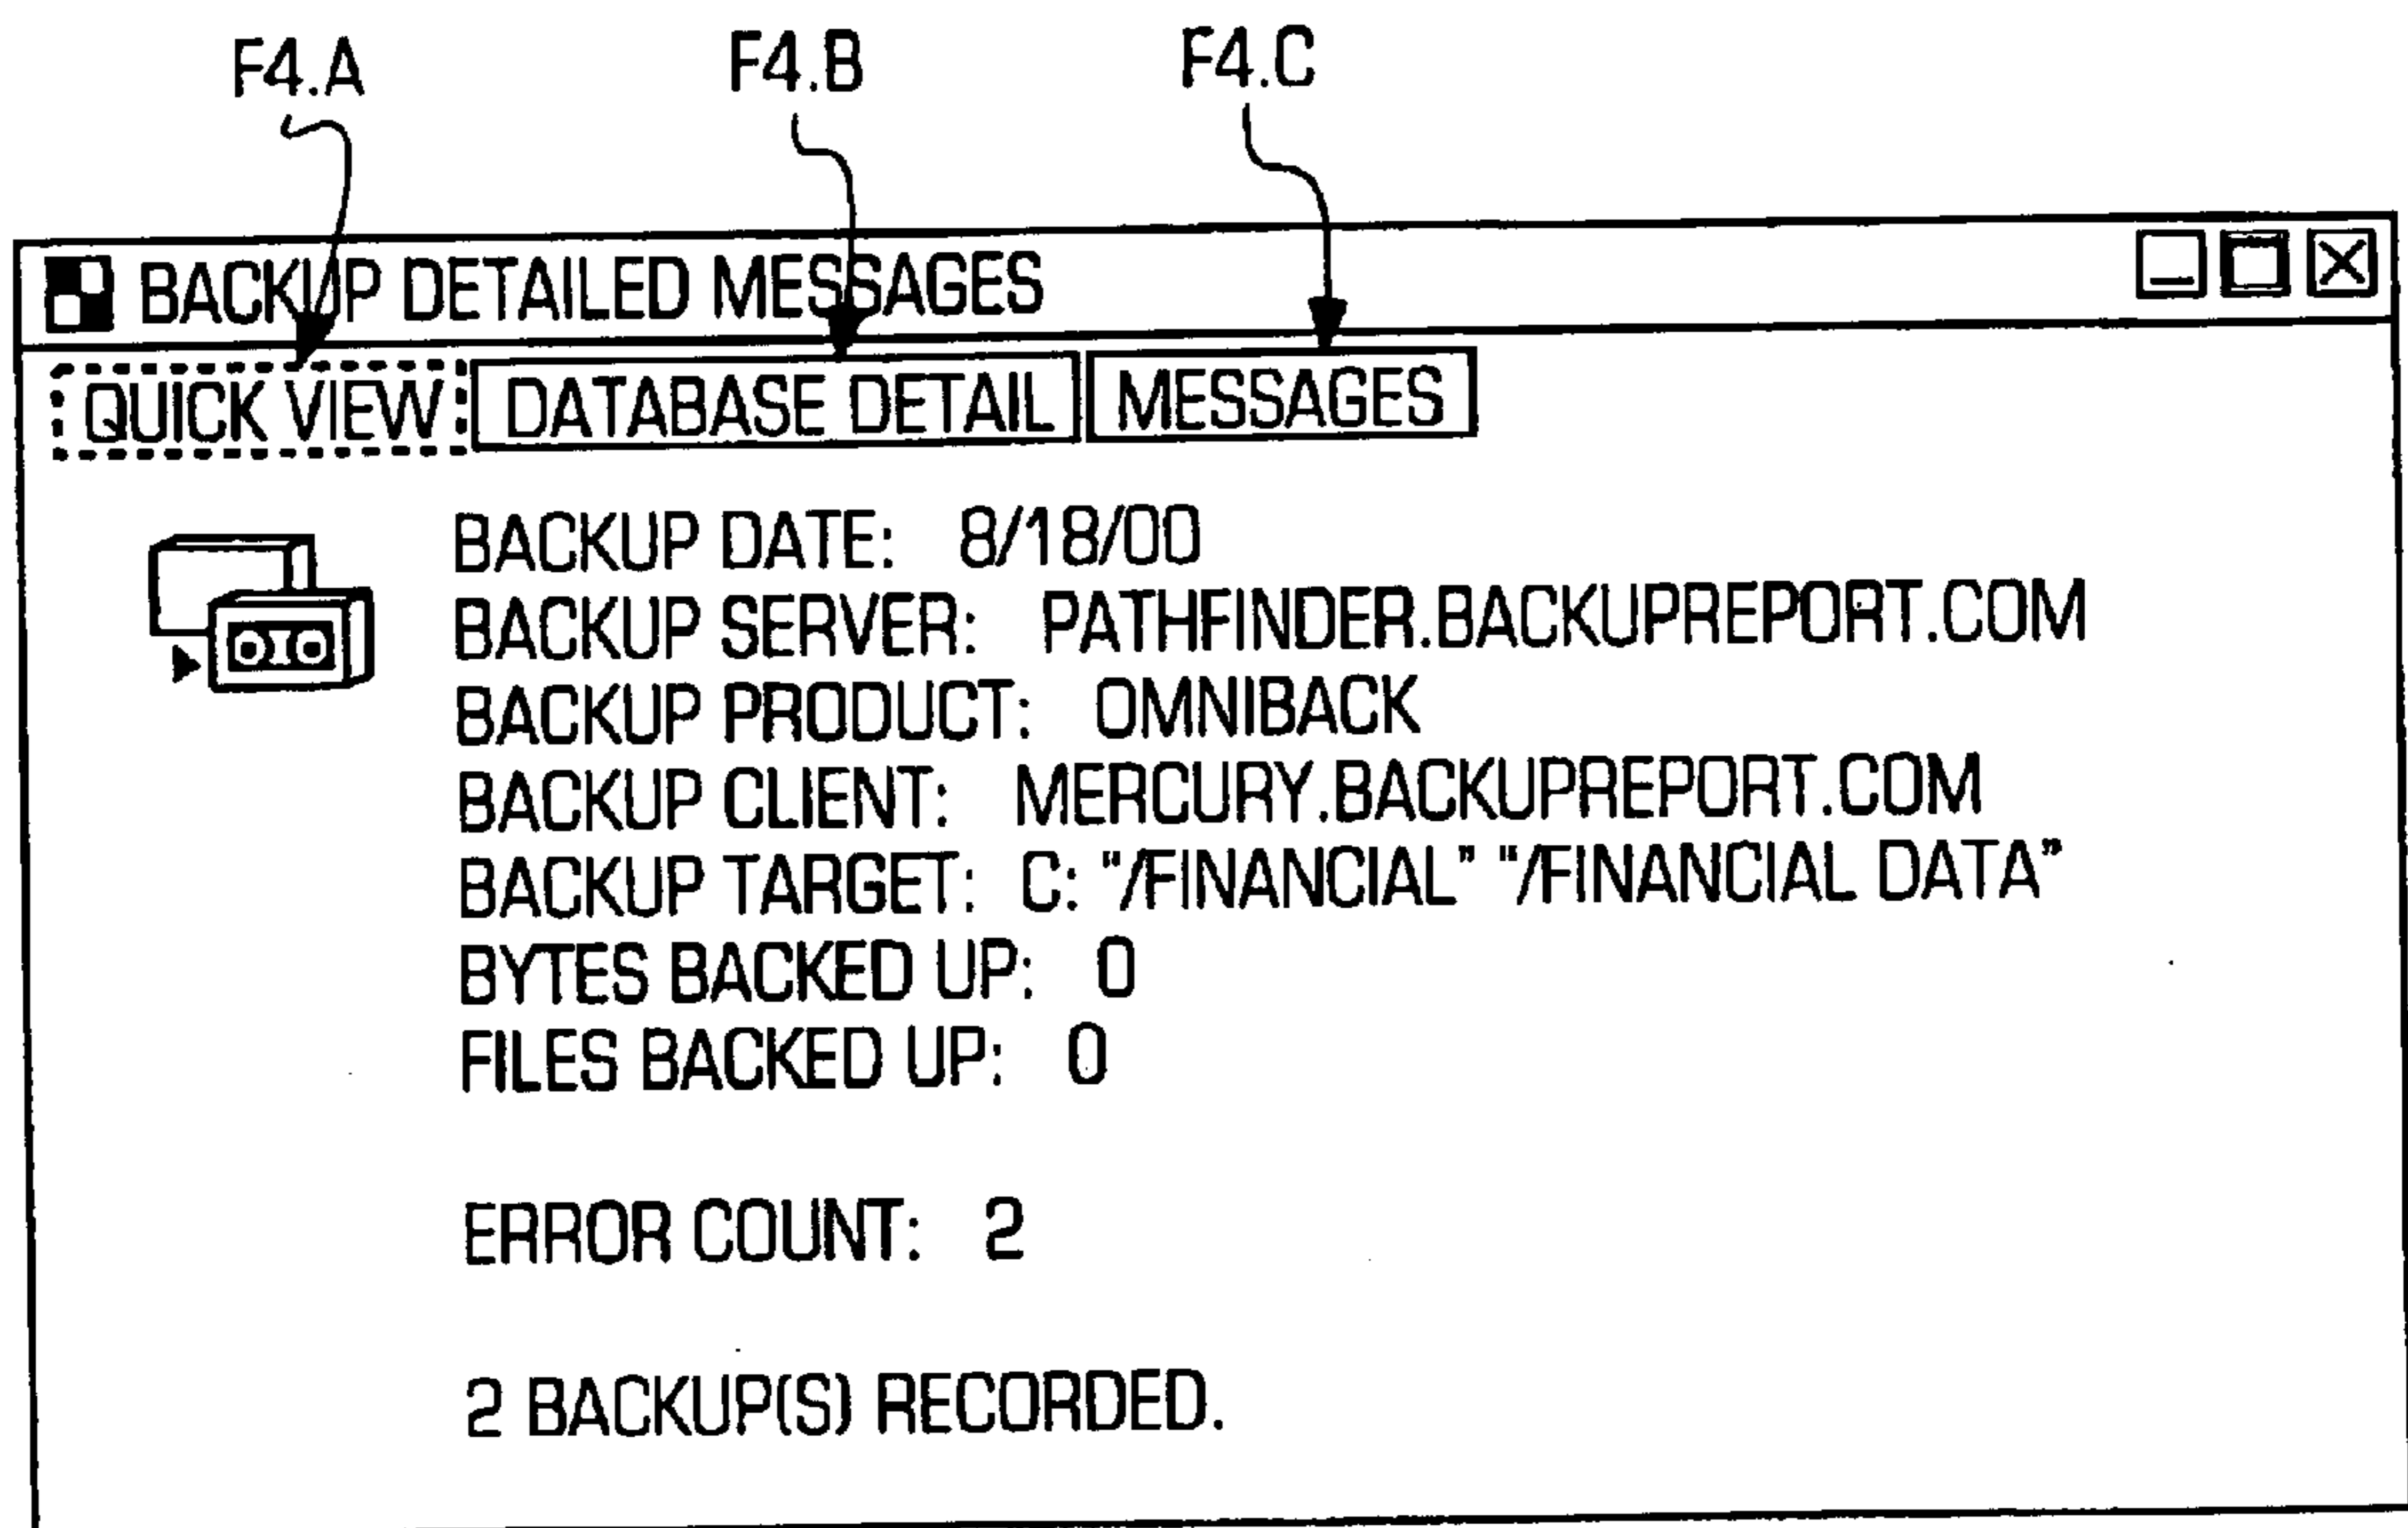 F4.A F4.B F4.C
BACKUP DETAILED MESSAGES
QUICK VIEW DATABASE DETAIL MESSAGES
BACKUP DATE: 8/18/00
BACKUP SERVER: PATHFINDER.BACKUPREPORT.COM
BACKUP PRODUCT: OMNIBACK
BACKUP CLIENT: MERCURY.BACKUPREPORT.COM
BACKUP TARGET: C: "/FINANCIAL" "/FINANCIAL DATA"
BYTES BACKED UP: 0
FILES BACKED UP: 0
ERROR COUNT: 2
2 BACKUP(S) RECORDED.